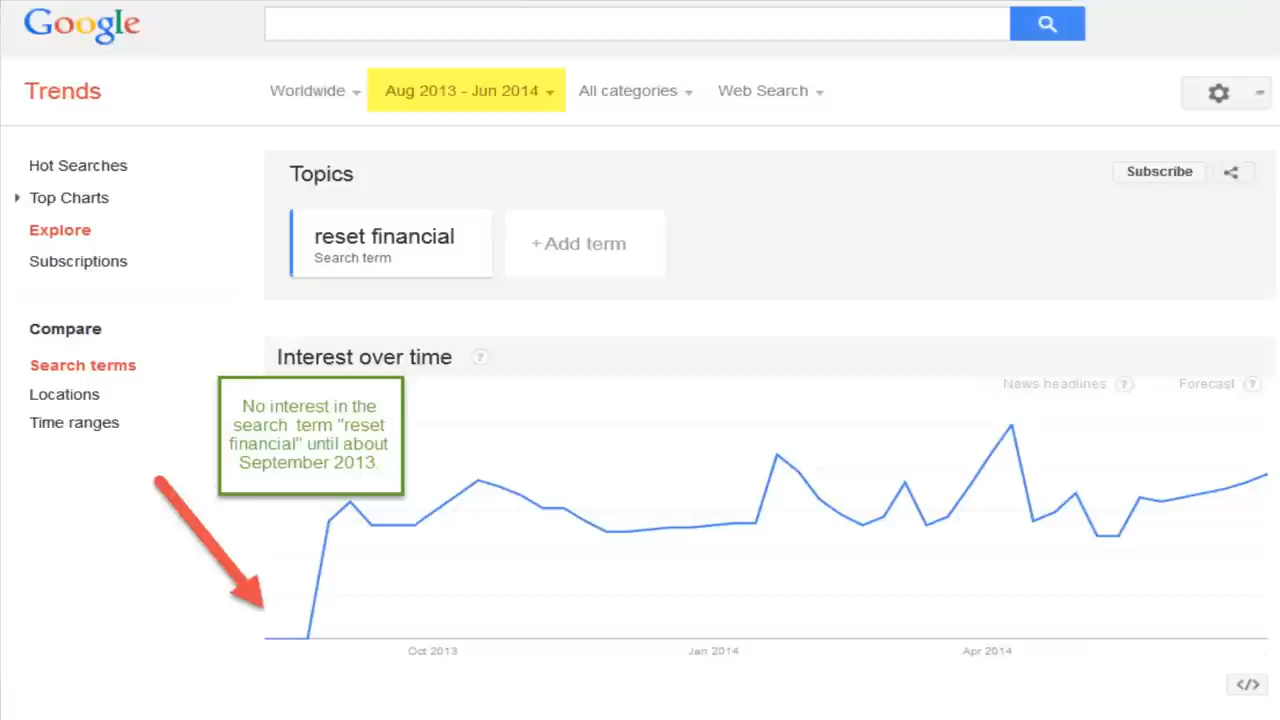 Google
Trends
Worldwide
Aug 2013 - Jun 2014
All categories
Web Search
Hot Searches
Top Charts
Explore
Subscriptions
Compare
Search terms
Locations
Time ranges
Topics
Subscribe
reset financial
Search term
+Add term
Interest over time ?
News headlines ?
Forecast ?
No interest in the
search term "reset
financial" until about
September 2013.
Oct 2013
Jan 2014
Apr 2014
</>